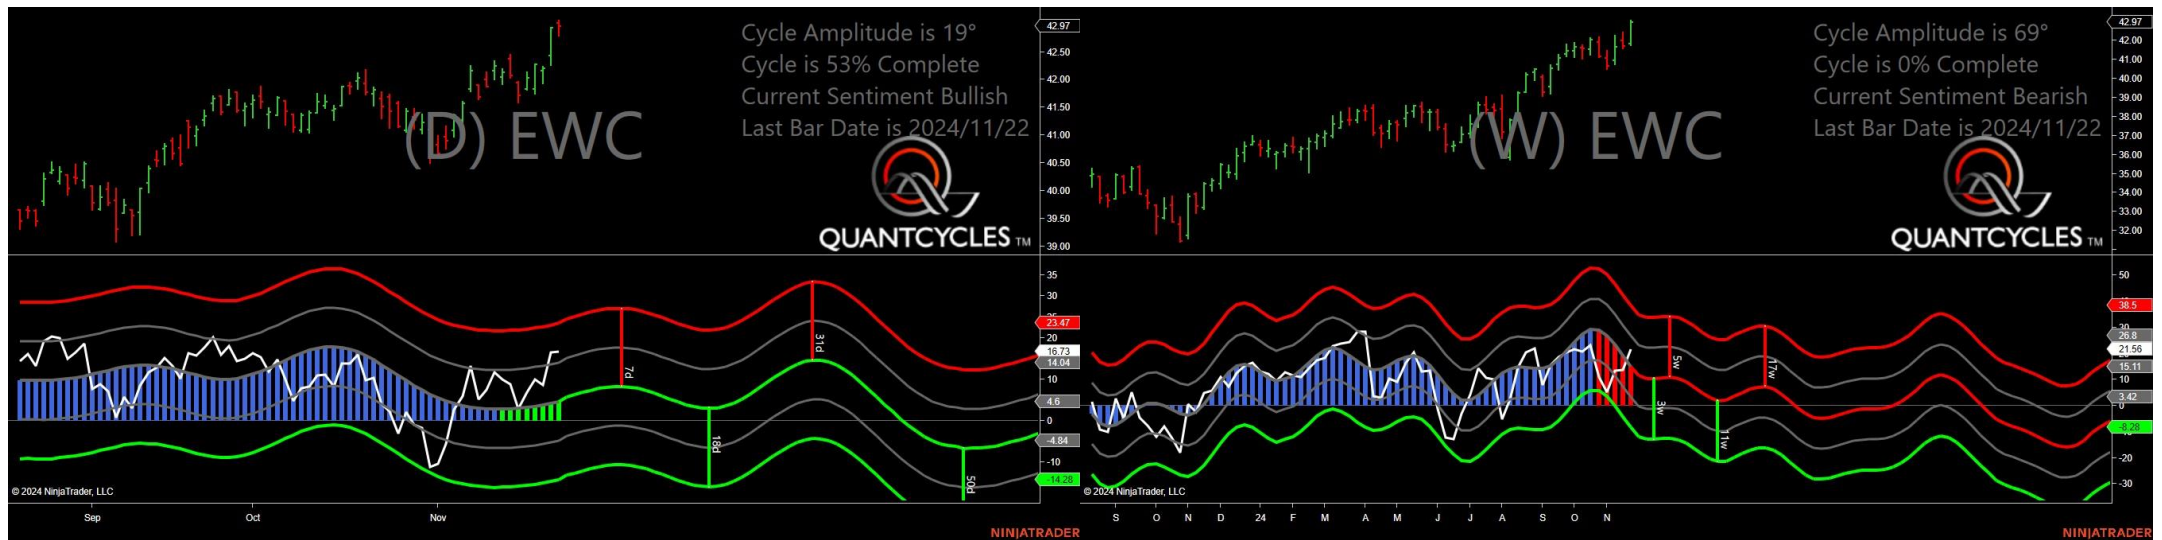 Cycle Amplitude is 19°
Cycle is 53% Complete
Current Sentiment Bullish
Last Bar Date is 2024/11/22
(D) EWC
QUANTCYCLES TM
42.97
42.50
42.00
41.50
41.00
40.50
40.00
39.50
39.00
35
30
23.47
20
16.73
14.04
10
4.6
0
-4.84
-10
-14.28
7d
18d
31d
50d
© 2024 NinjaTrader, LLC
Sep Oct Nov
NINJATRADER
Cycle Amplitude is 69°
Cycle is 0% Complete
Current Sentiment Bearish
Last Bar Date is 2024/11/22
(W) EWC
QUANTCYCLES TM
42.97
42.00
41.00
40.00
39.00
38.00
37.00
36.00
35.00
34.00
33.00
32.00
50
38.5
30
26.8
21.56
15.11
10
3.42
0
-8.28
-20
-30
3w
5w
11w
17w
© 2024 NinjaTrader, LLC
S O N D 24 F M A M J J A S O N
NINJATRADER